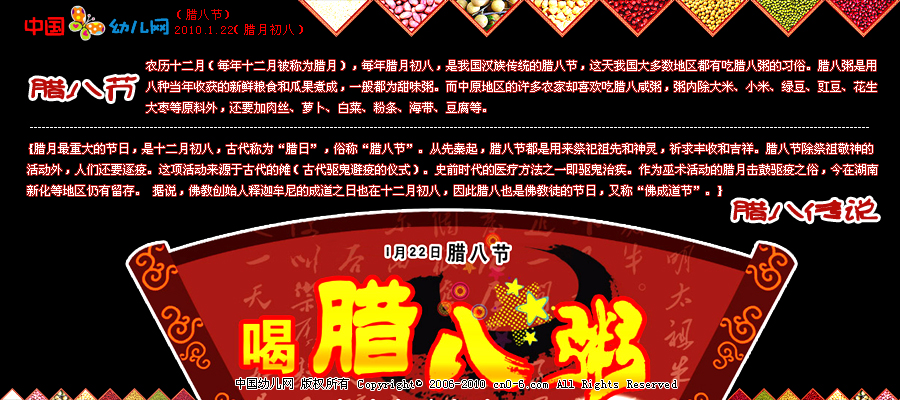 中国幼儿网
（腊八节）
2010.1.22(腊月初八)
腊八节
农历十二月（每年十二月被称为腊月），每年腊月初八，是我国汉族传统的腊八节，这天我国大多数地区都有吃腊八粥的习俗。腊八粥是用
八种当年收获的新鲜粮食和瓜果煮成，一般都为甜味粥。而中原地区的许多农家却喜欢吃腊八咸粥，粥内除大米、小米、绿豆、豇豆、花生
大枣等原料外，还要加肉丝、萝卜、白菜、粉条、海带、豆腐等。
{腊月最重大的节日，是十二月初八，古代称为“腊日”，俗称“腊八节”。从先秦起，腊八节都是用来祭祀祖先和神灵，祈求丰收和吉祥。腊八节除祭祖敬神的
活动外，人们还要逐疫。这项活动来源于古代的傩（古代驱鬼避疫的仪式）。史前时代的医疗方法之一即驱鬼治疾。作为巫术活动的腊月击鼓驱疫之俗，今在湖南
新化等地区仍有留存。 据说，佛教创始人释迦牟尼的成道之日也在十二月初八，因此腊八也是佛教徒的节日，又称“佛成道节”。}
腊八传说
1月22日腊八节
喝腊八粥
中国幼儿网 版权所有 Copyright© 2006-2010 cn0-6.com All Rights Reserved